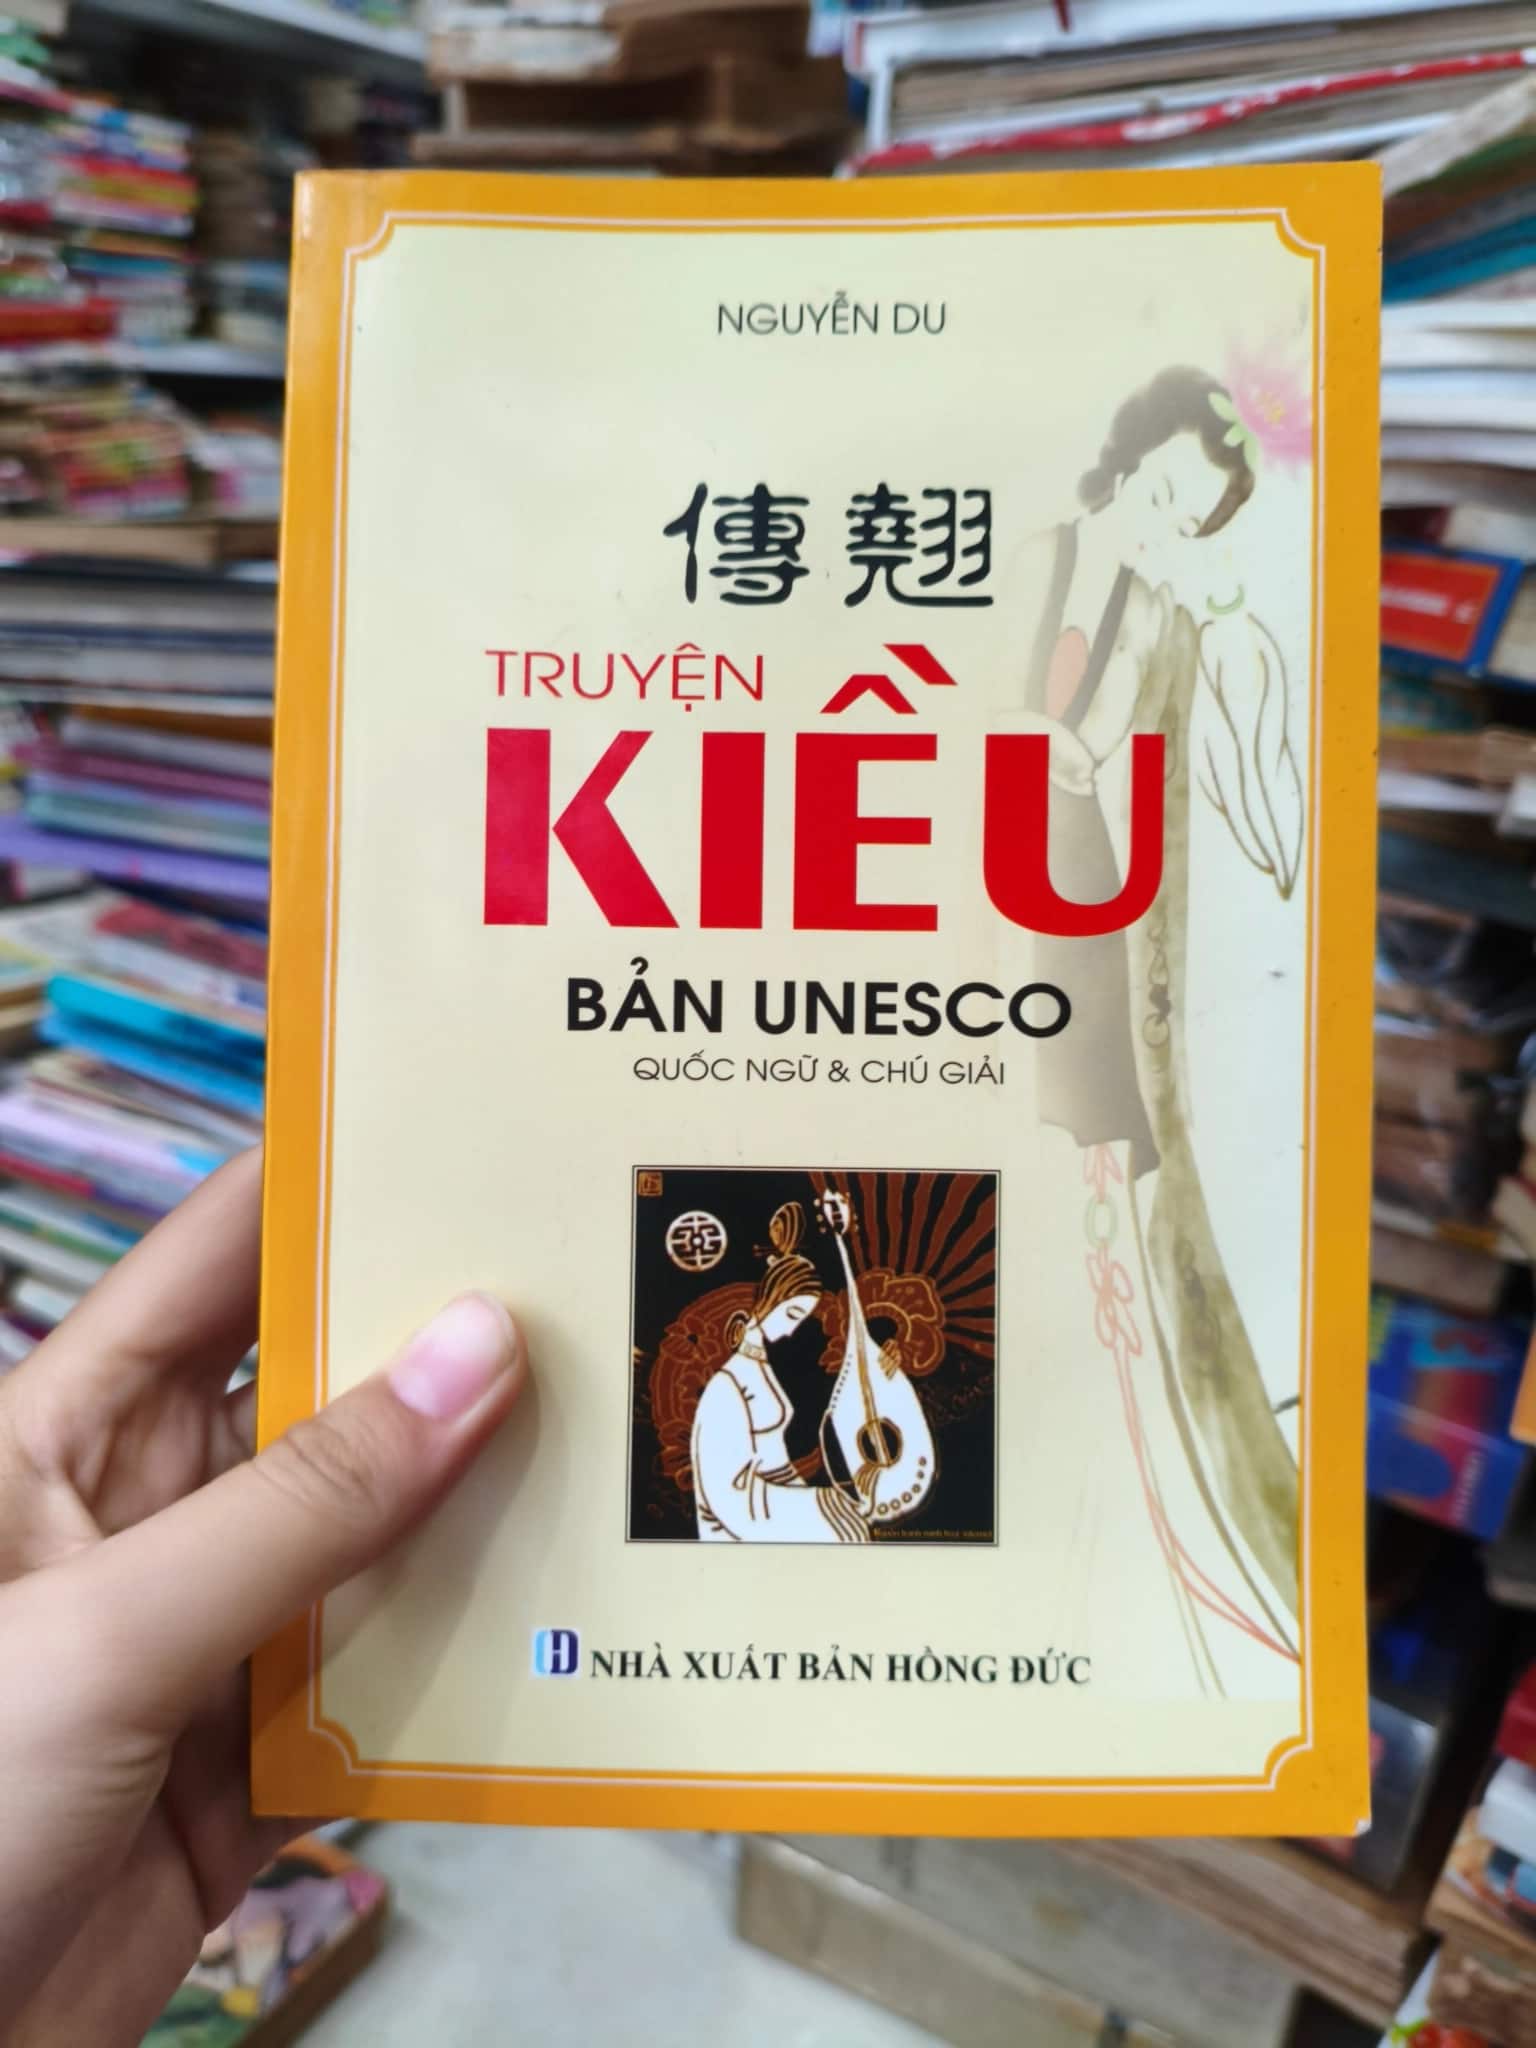 NGUYỄN DU
傳翹
TRUYỆN
KIỀU
BẢN UNESCO
QUỐC NGỮ & CHÚ GIẢI
NHÀ XUẤT BẢN HỒNG ĐỨC